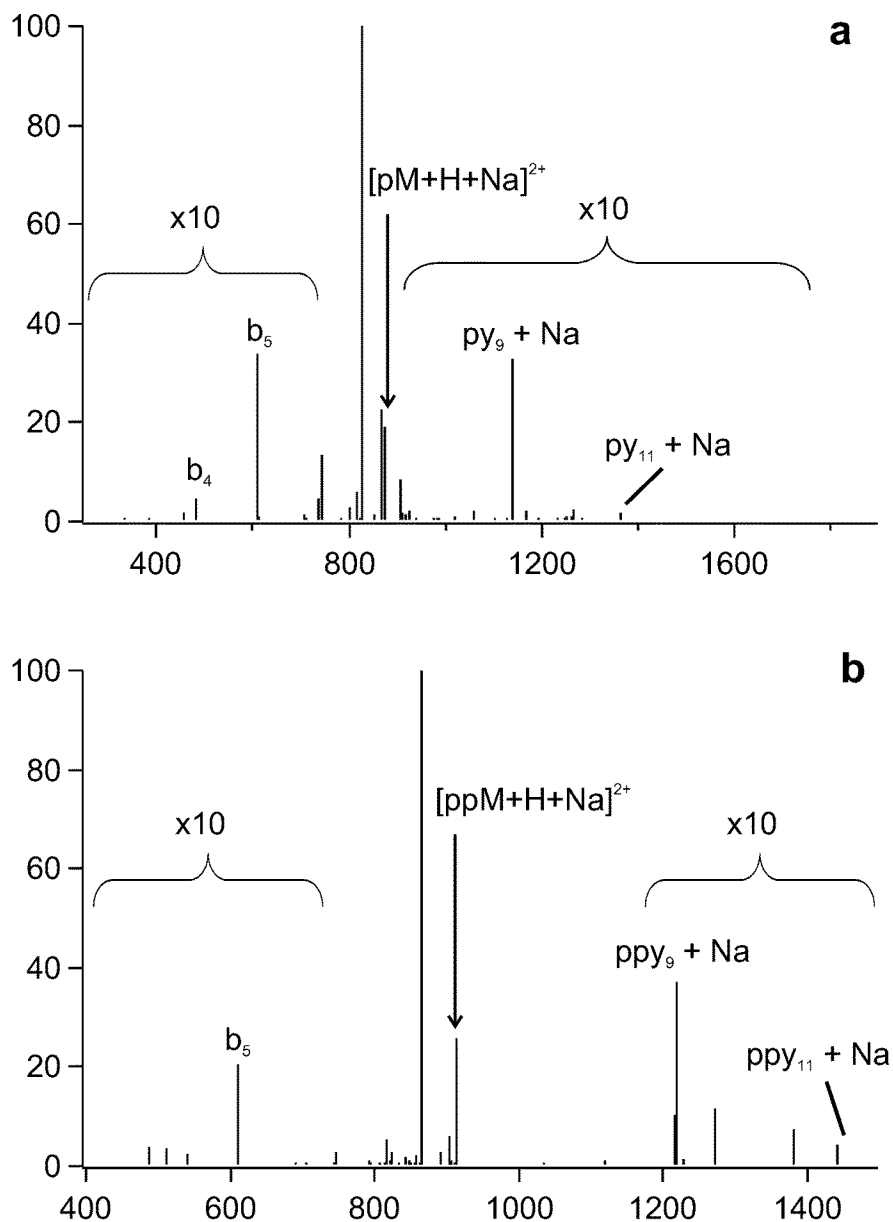 a
100
80
60
40
20
0
[pM+H+Na]²⁺
x10
x10
b₅
b₄
py₉ + Na
py₁₁ + Na
400 800 1200 1600
b
100
80
60
40
20
0
[ppM+H+Na]²⁺
x10
x10
b₅
ppy₉ + Na
ppy₁₁ + Na
400 600 800 1000 1200 1400